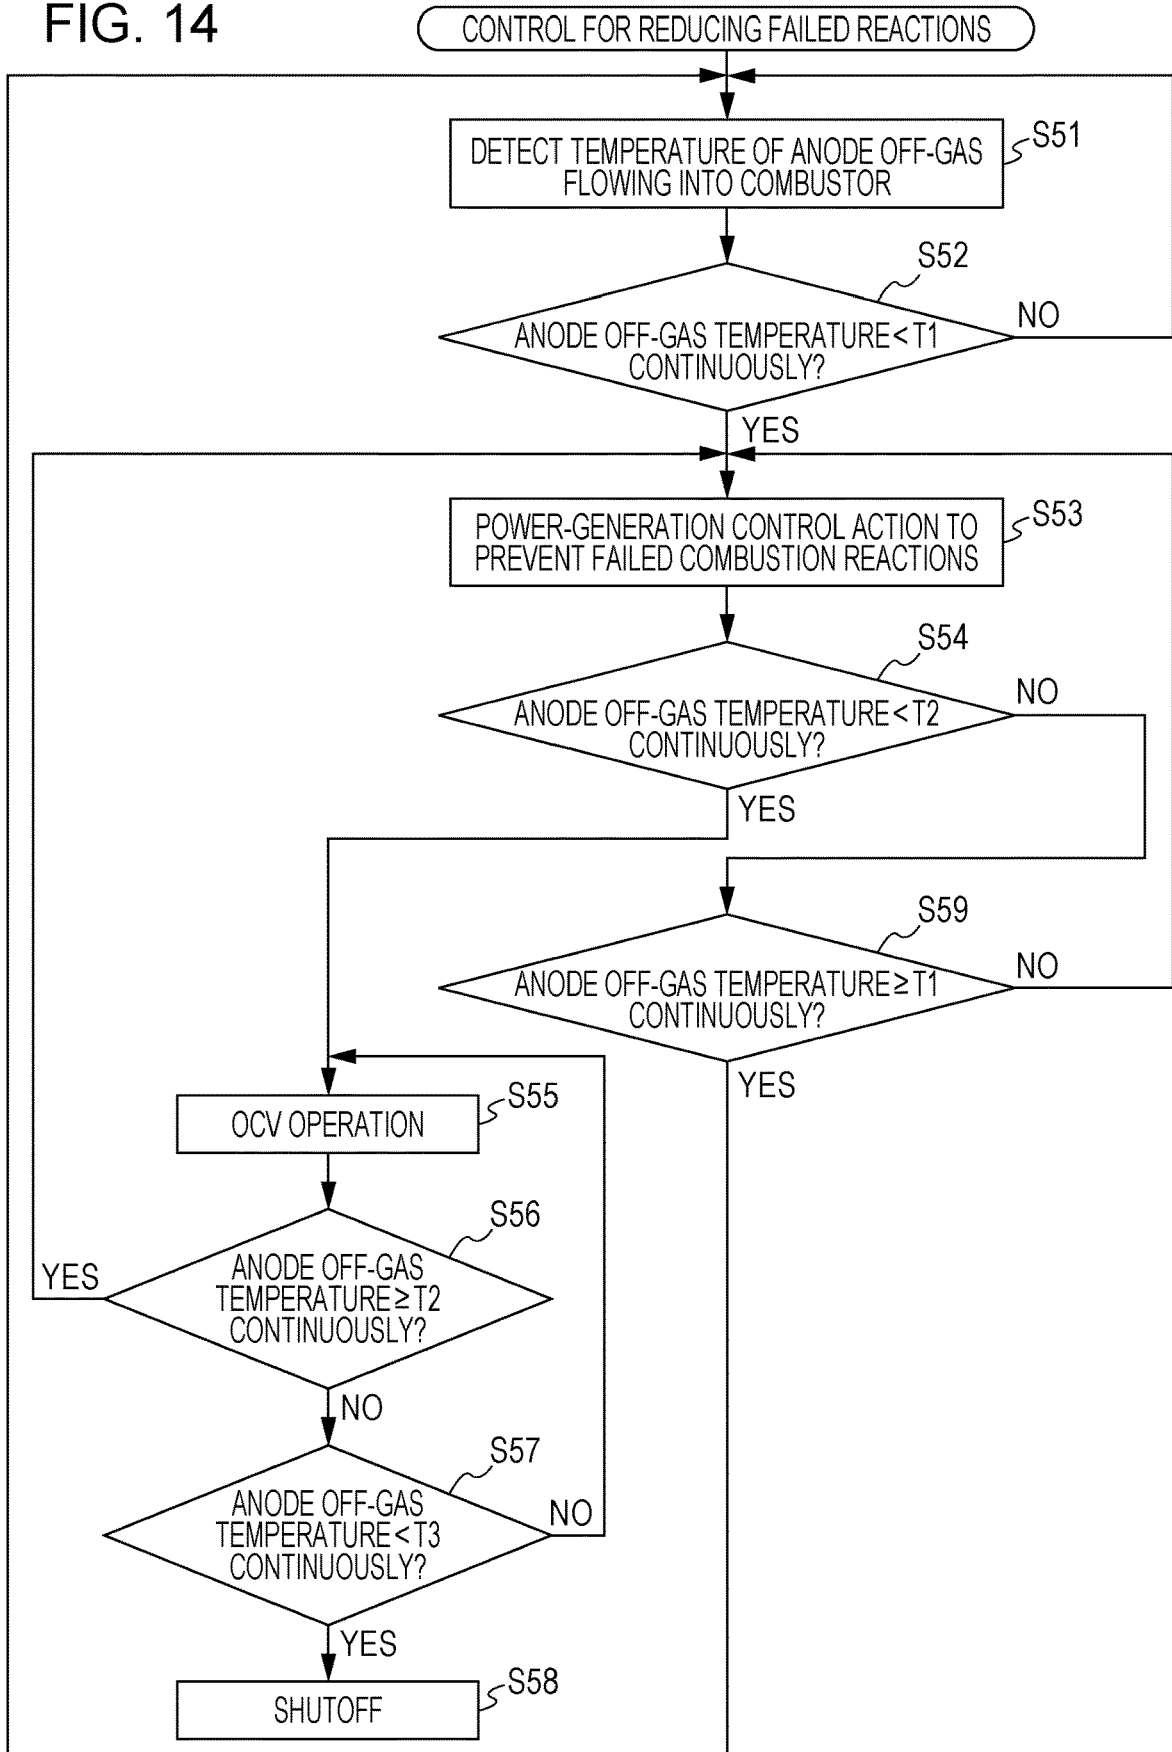 FIG. 14
CONTROL FOR REDUCING FAILED REACTIONS
DETECT TEMPERATURE OF ANODE OFF-GAS
FLOWING INTO COMBUSTOR
S51
S52
ANODE OFF-GAS TEMPERATURE < T1
CONTINUOUSLY?
NO
YES
POWER-GENERATION CONTROL ACTION TO
PREVENT FAILED COMBUSTION REACTIONS
S53
S54
ANODE OFF-GAS TEMPERATURE < T2
CONTINUOUSLY?
NO
YES
S59
ANODE OFF-GAS TEMPERATURE ≥ T1
CONTINUOUSLY?
NO
YES
OCV OPERATION
S55
S56
ANODE OFF-GAS
TEMPERATURE ≥ T2
CONTINUOUSLY?
YES
NO
S57
ANODE OFF-GAS
TEMPERATURE < T3
CONTINUOUSLY?
NO
YES
SHUTOFF
S58